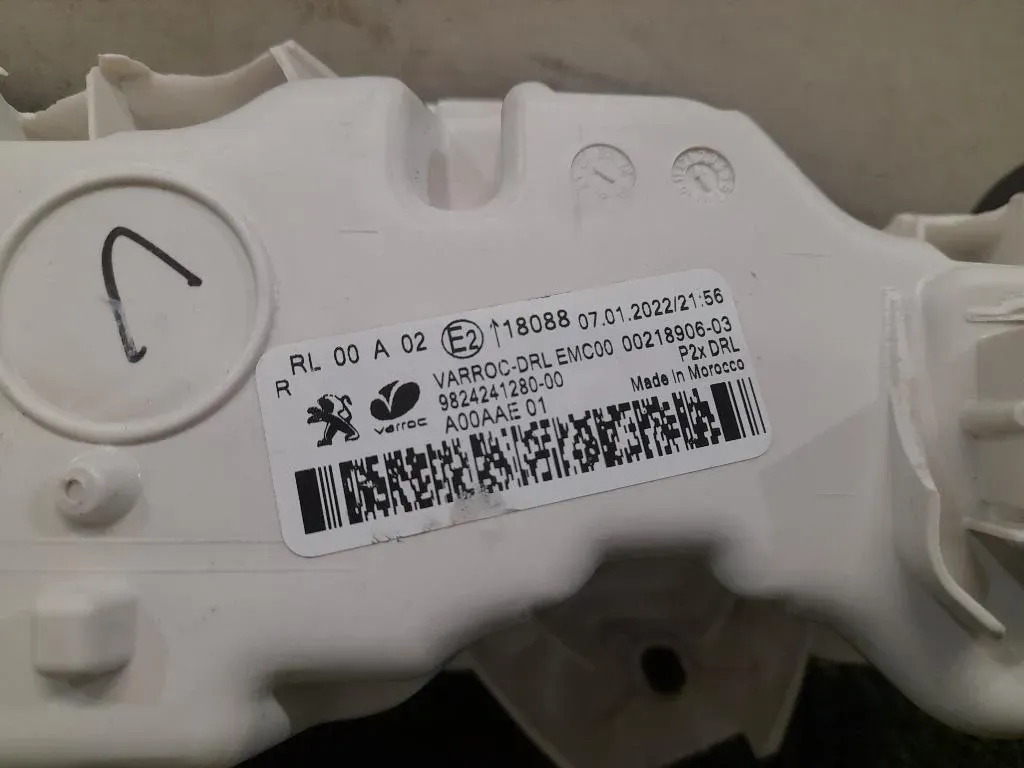 RL 00 A 02 E2 ↑18088 07.01.2022/21:56
R VARROC-DRL EMC00 00218906-03
9824241280-00 P2x DRL
A00AAE 01 Made in Morocco
varroc